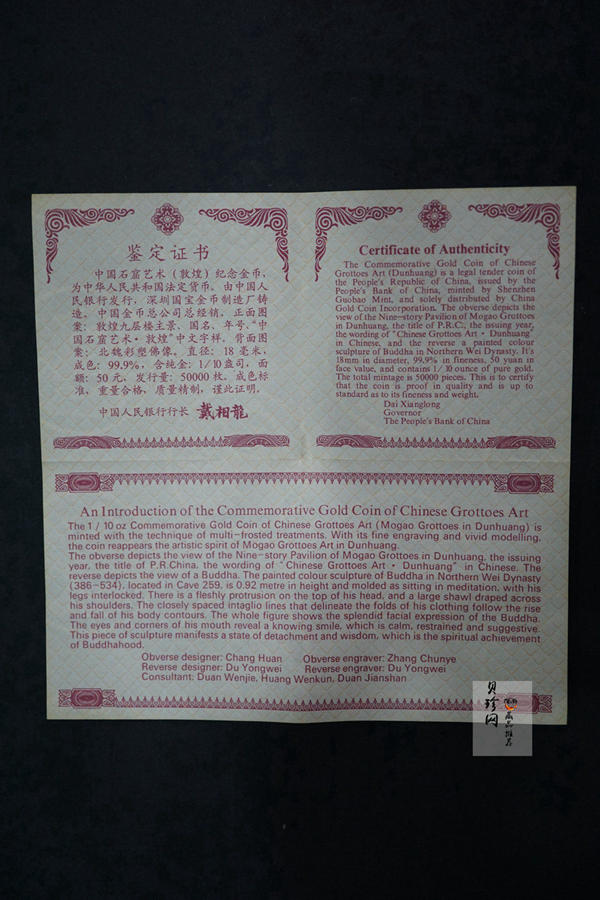 鉴定证书
中国石窟艺术（敦煌）纪念金币，
为中华人民共和国法定货币。由中国人
民银行发行，深圳国宝金币制造厂铸
造。中国金币总公司总经销。正面图
案：敦煌九层楼主景、国名、年号、“中
国石窟艺术·敦煌”中文字样。背面图
案：北魏彩塑佛像。直径：18毫米，
成色：99.9%，含纯金：1/10盎司，面
额：50元，发行量：50000枚。成色标
准，重量合格，质量精制，谨此证明。
中国人民银行行长 戴相龍
Certificate of Authenticity
The Commemorative Gold Coin of Chinese
Grottoes Art (Dunhuang) is a legal tender coin of
the People's Republic of China, issued by the
People's Bank of China, minted by Shenzhen
Guobao Mint, and solely distributed by China
Gold Coin Incorporation. The obverse depicts the
view of the Nine-story Pavilion of Mogao Grottoes
in Dunhuang, the title of P.R.C., the issuing year,
the wording of "Chinese Grottoes Art · Dunhuang"
in Chinese, and the reverse a painted colour
sculpture of Buddha in Northern Wei Dynasty. It's
18mm in diameter, 99.9% in fineness, 50 yuan in
face value, and contains 1/10 ounce of pure gold.
The total mintage is 50000 pieces. This is to certify
that the coin is proof in quality and is up to
standard as to its fineness and weight.
Dai Xianglong
Governor
The People's Bank of China
An Introduction of the Commemorative Gold Coin of Chinese Grottoes Art
The 1/10 oz Commemorative Gold Coin of Chinese Grottoes Art (Mogao Grottoes in Dunhuang) is
minted with the technique of multi-frosted treatments. With its fine engraving and vivid modelling,
the coin reappears the artistic spirit of Mogao Grottoes Art in Dunhuang.
The obverse depicts the view of the Nine-story Pavilion of Mogao Grottoes in Dunhuang, the issuing
year, the title of P.R.China, the wording of "Chinese Grottoes Art · Dunhuang" in Chinese. The
reverse depicts the view of a Buddha. The painted colour sculpture of Buddha in Northern Wei Dynasty
(386-534), located in Cave 259, is 0.92 metre in height and molded as sitting in meditation, with his
legs interlocked. There is a fleshly protrusion on the top of his head, and a large shawl draped across
his shoulders. The closely spaced intaglio lines that delineate the folds of his clothing follow the rise
and fall of his body contours. The whole figure shows the splendid facial expression of the Buddha.
The eyes and corners of his mouth reveal a knowing smile, which is calm, restrained and suggestive.
This piece of sculpture manifests a state of detachment and wisdom, which is the spiritual achievement
of Buddhahood.
Obverse designer: Chang Huan Obverse engraver: Zhang Chunye
Reverse designer: Du Yongwei Reverse engraver: Du Yongwei
Consultant: Duan Wenjie, Huang Wenkun, Duan Jianshan
贝珍网
藏品推荐